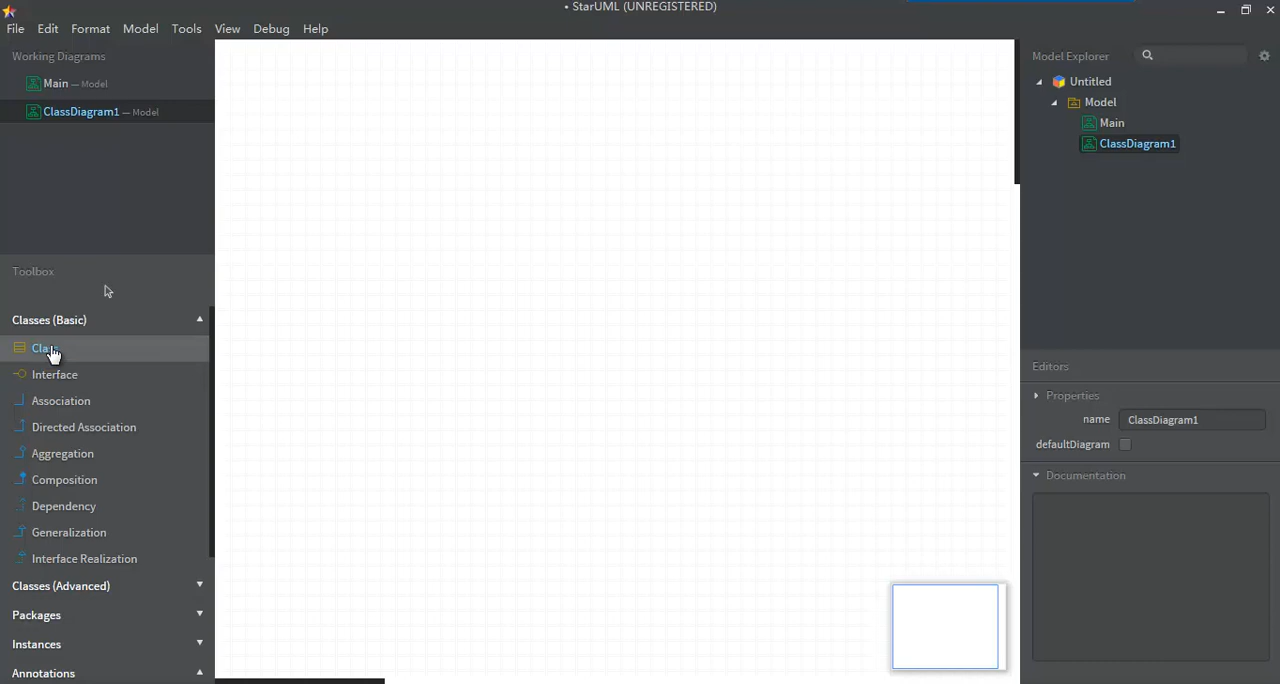 • StarUML (UNREGISTERED)
File Edit Format Model Tools View Debug Help
Working Diagrams
Main — Model
ClassDiagram1 — Model
Toolbox
Classes (Basic)
Class
Interface
Association
Directed Association
Aggregation
Composition
Dependency
Generalization
Interface Realization
Classes (Advanced)
Packages
Instances
Annotations
Model Explorer
Untitled
Model
Main
ClassDiagram1
Editors
Properties
name ClassDiagram1
defaultDiagram
Documentation